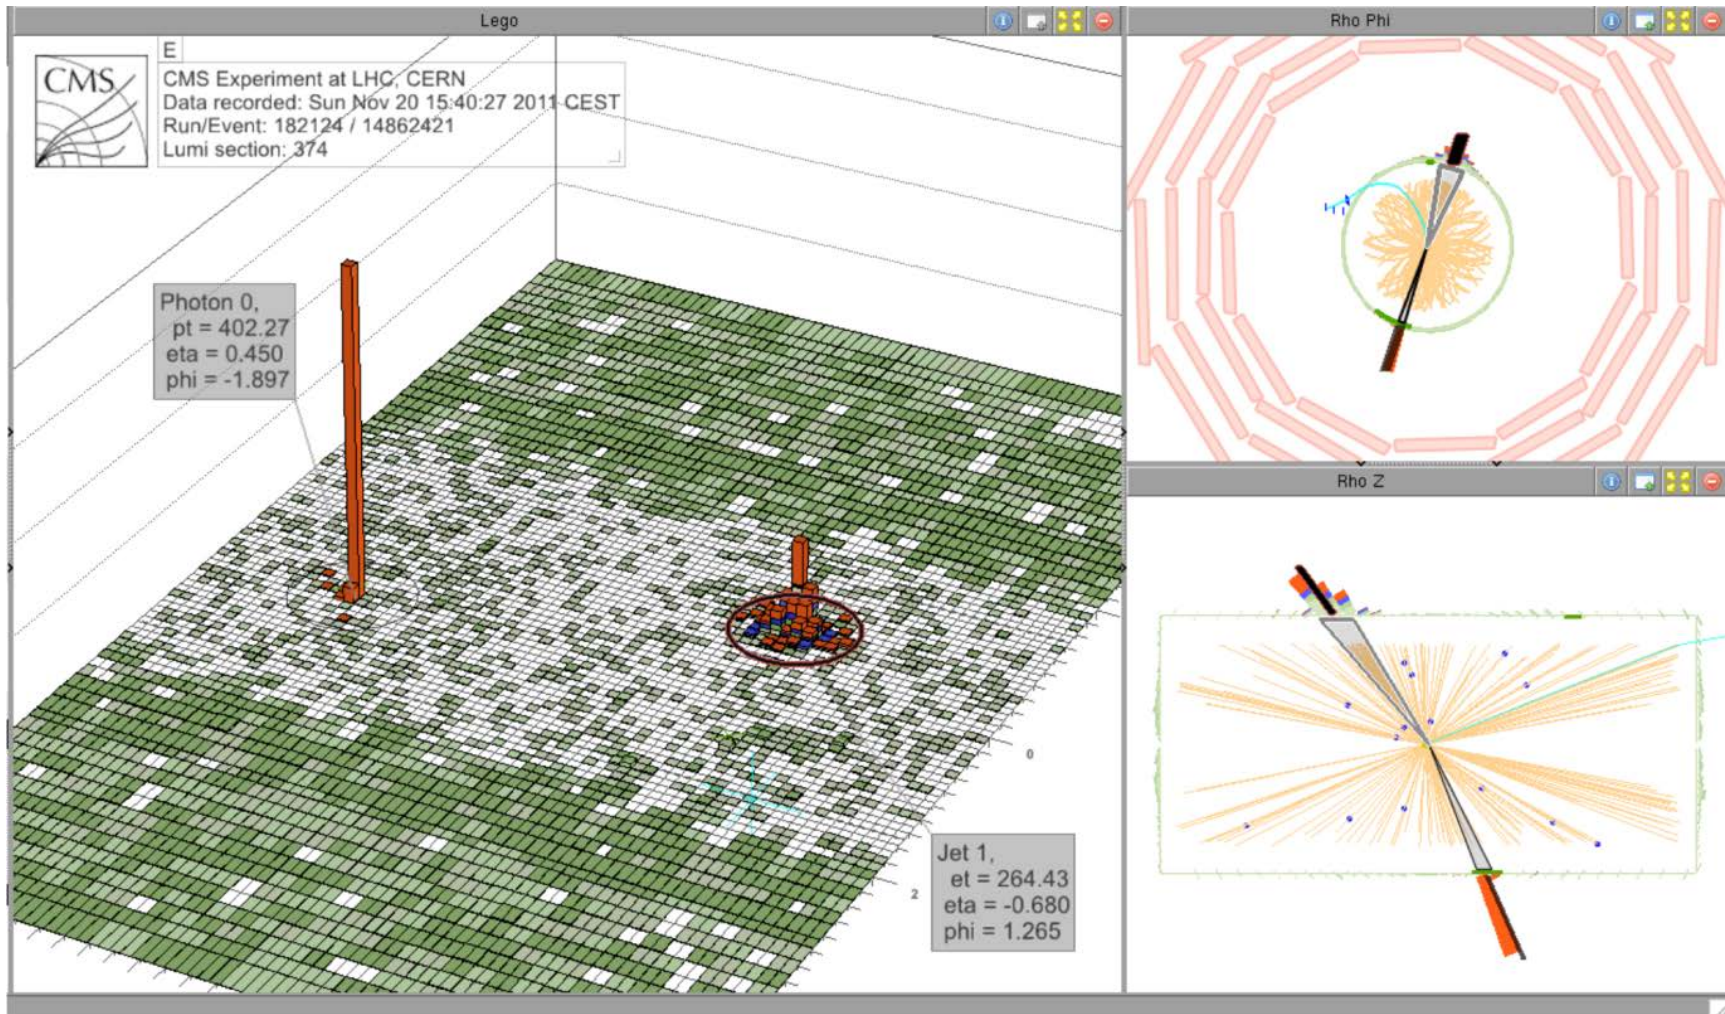 Lego
CMS
E
CMS Experiment at LHC, CERN
Data recorded: Sun Nov 20 15:40:27 2011 CEST
Run/Event: 182124 / 14862421
Lumi section: 374
Photon 0,
pt = 402.27
eta = 0.450
phi = -1.897
0
2
Jet 1,
et = 264.43
eta = -0.680
phi = 1.265
Rho Phi
Rho Z